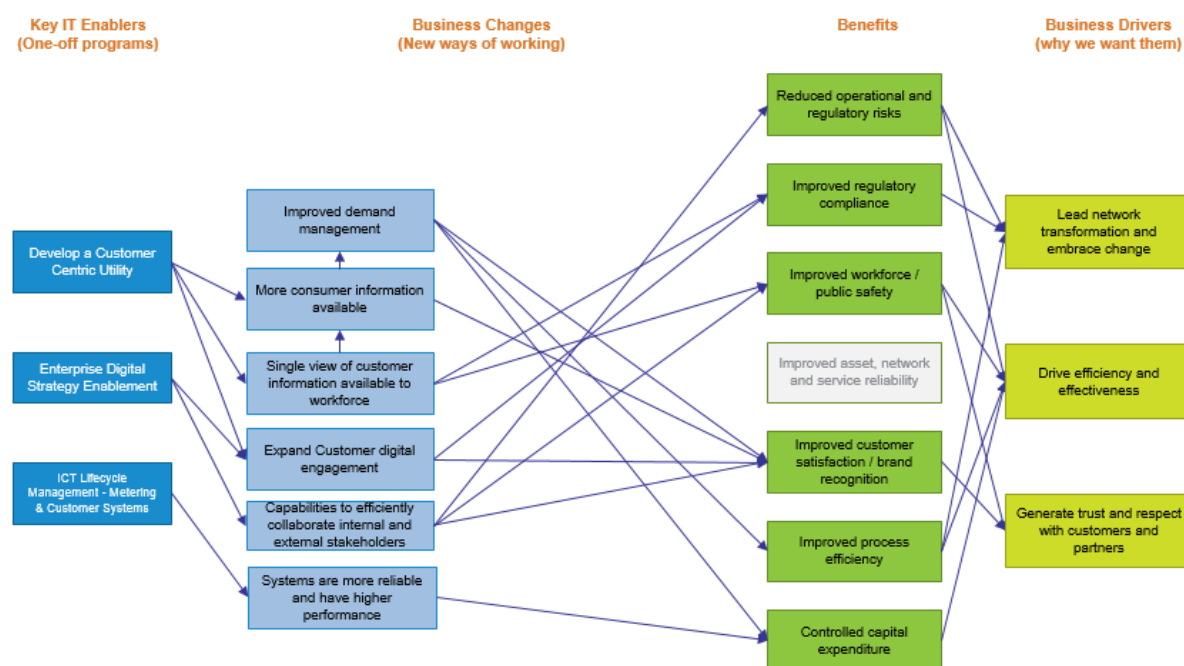 Key IT Enablers
(One-off programs)
Business Changes
(New ways of working)
Benefits
Business Drivers
(why we want them)
Develop a Customer
Centric Utility
Enterprise Digital
Strategy Enablement
ICT Lifecycle
Management - Metering
& Customer Systems
Improved demand
management
More consumer information
available
Single view of customer
information available to
workforce
Expand Customer digital
engagement
Capabilities to efficiently
collaborate internal and
external stakeholders
Systems are more reliable
and have higher
performance
Reduced operational and
regulatory risks
Improved regulatory
compliance
Improved workforce /
public safety
Improved asset, network
and service reliability
Improved customer
satisfaction / brand
recognition
Improved process
efficiency
Controlled capital
expenditure
Lead network
transformation and
embrace change
Drive efficiency and
effectiveness
Generate trust and respect
with customers and
partners